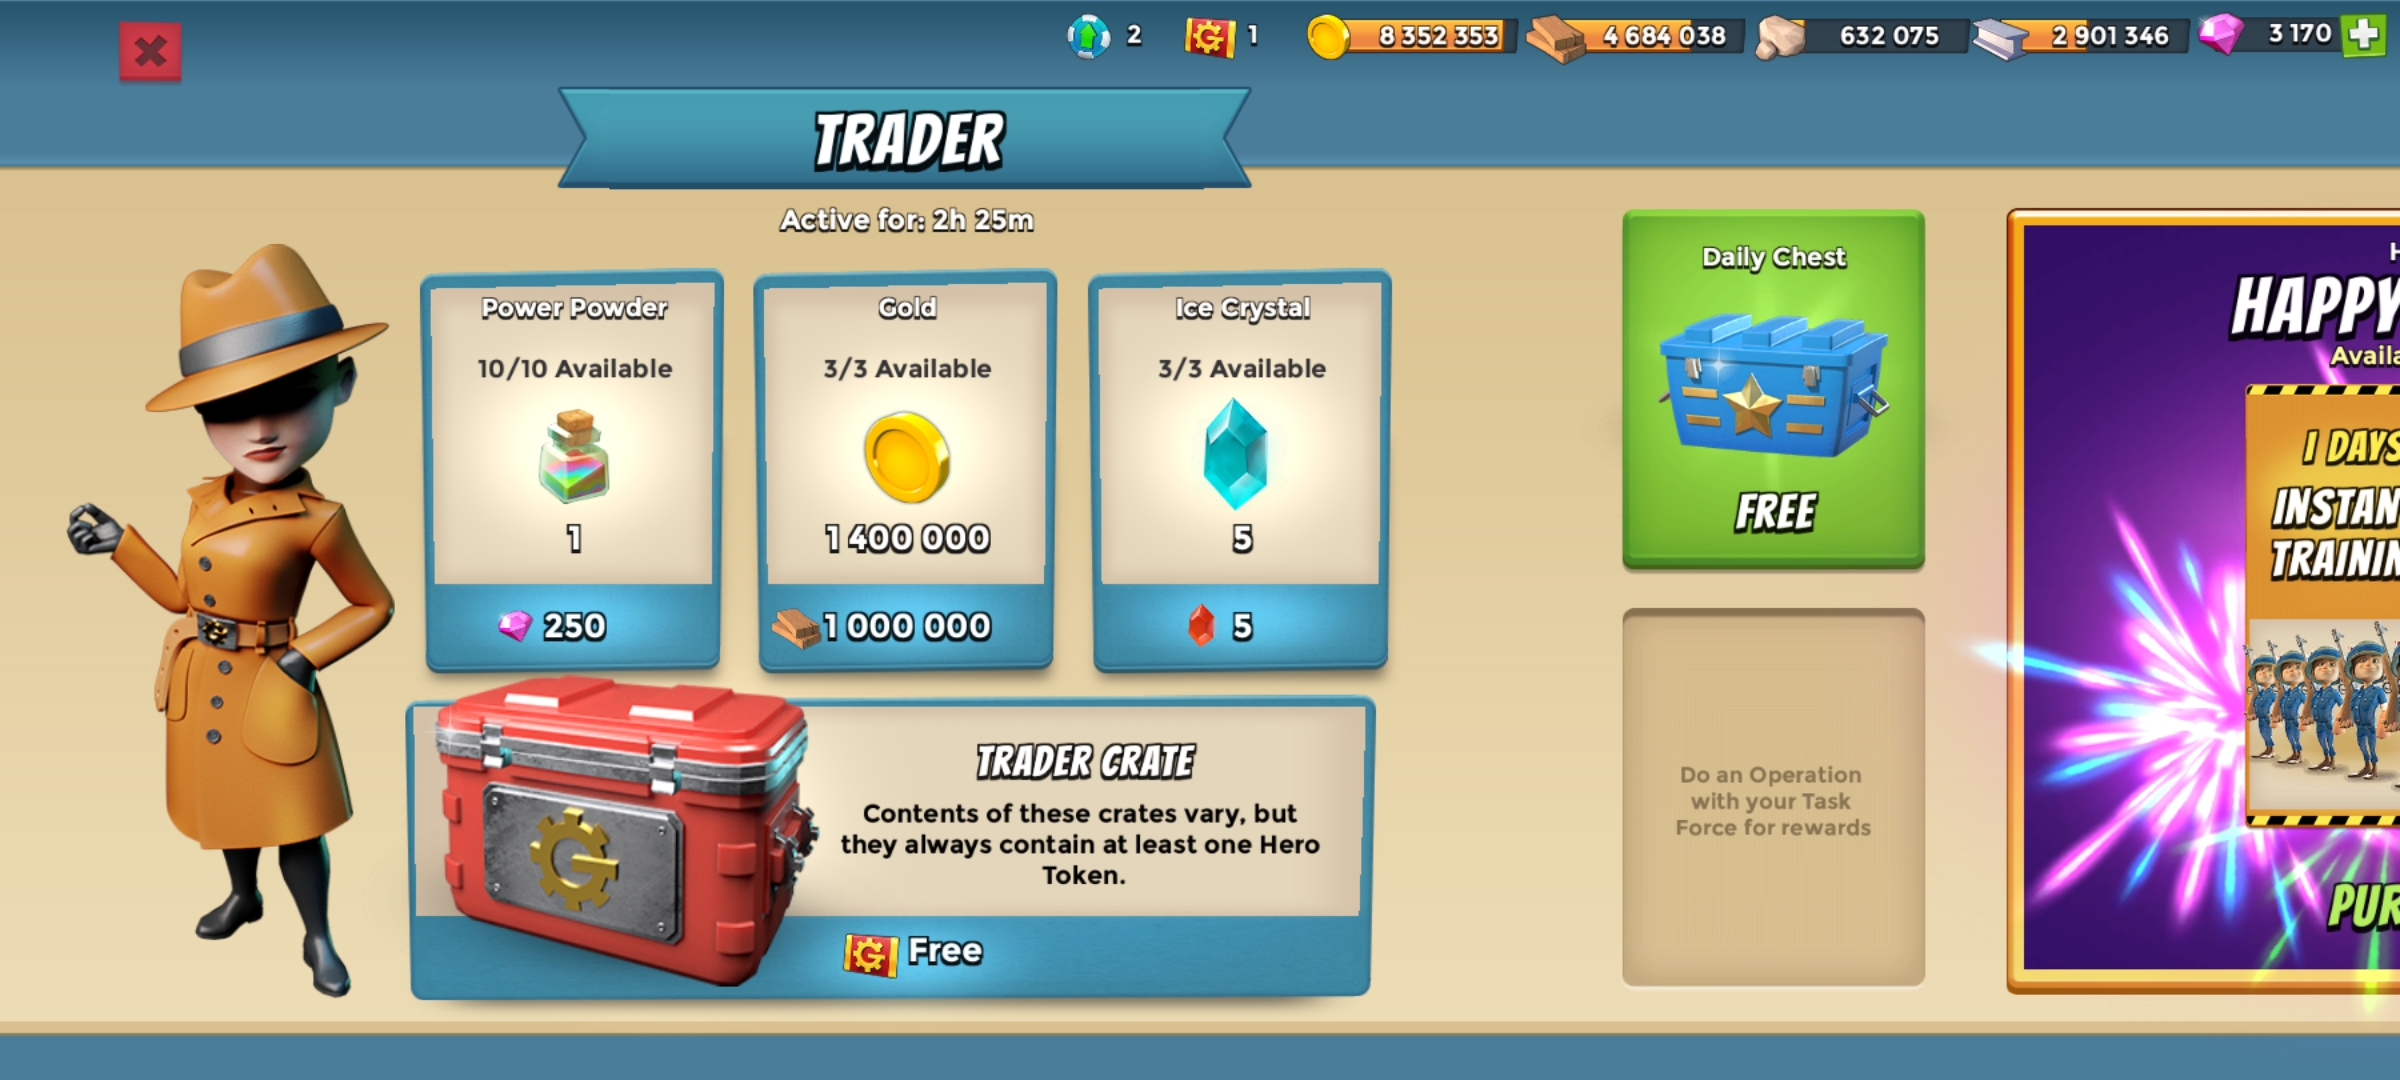 2
1
8 352 353
4 684 038
632 075
2 901 346
3 170
TRADER
Active for: 2h 25m
Power Powder
10/10 Available
1
250
Gold
3/3 Available
1 400 000
1 000 000
Ice Crystal
3/3 Available
5
5
TRADER CRATE
Contents of these crates vary, but
they always contain at least one Hero
Token.
Free
Daily Chest
FREE
Do an Operation
with your Task
Force for rewards
HAPPY
1 DAYS